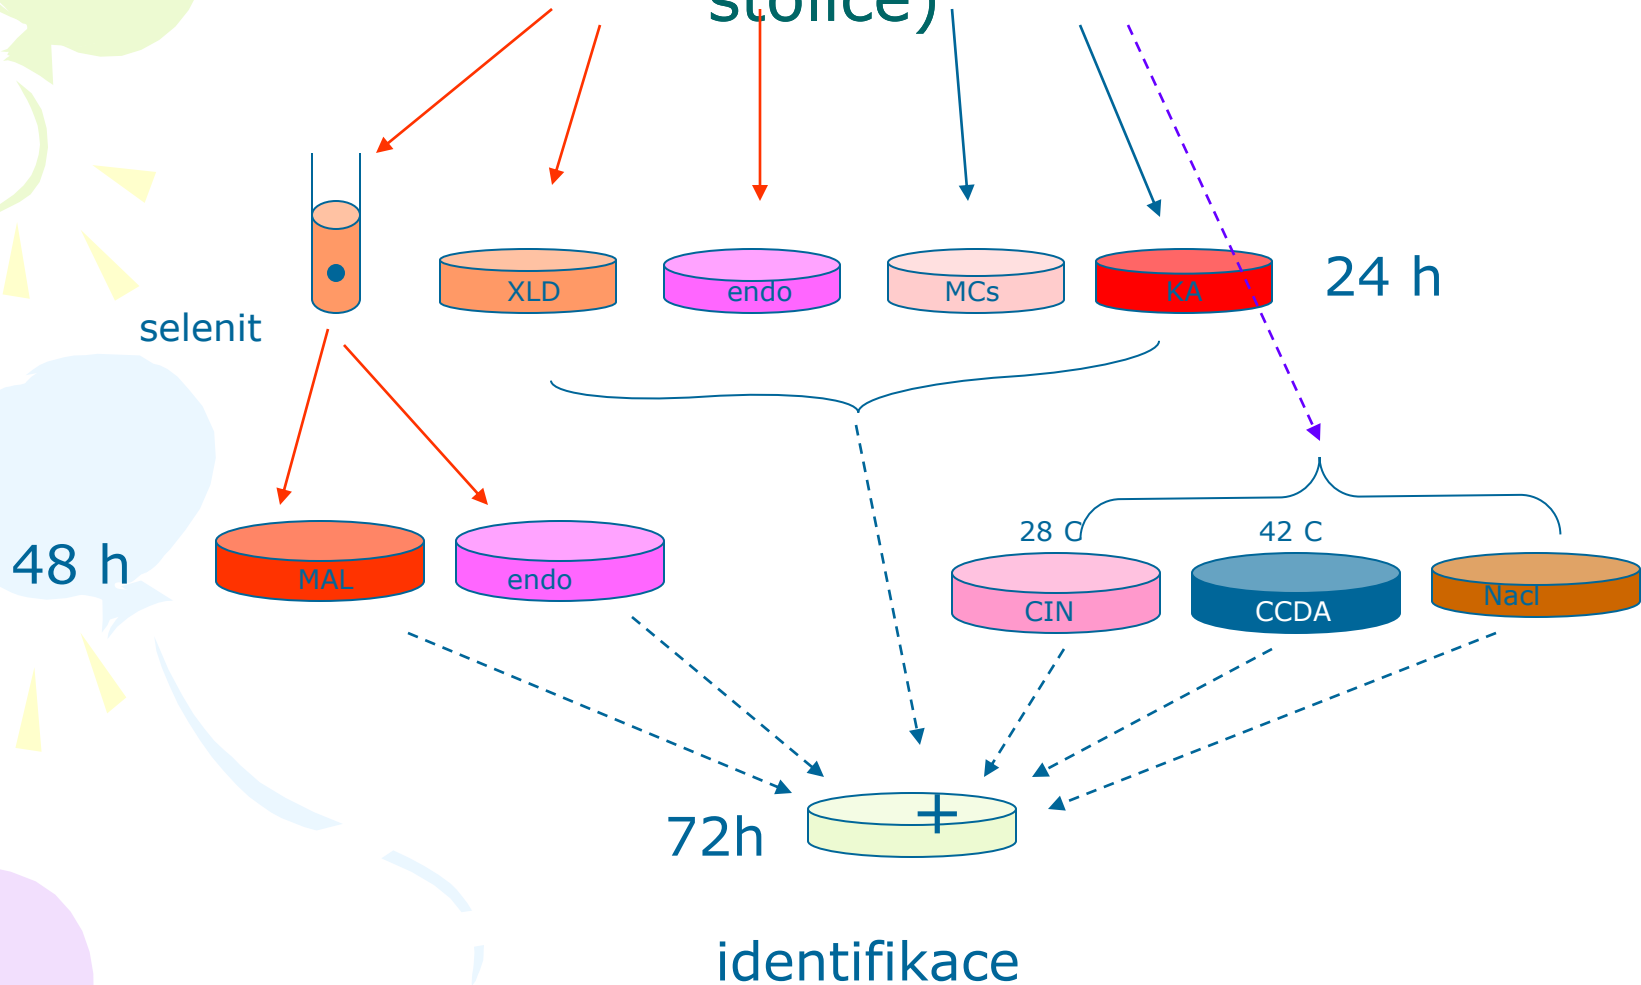 stolice)
XLD
endo
MCs
KA
24 h
selenit
28 C
42 C
48 h
MAL
endo
CIN
CCDA
Nacl
+
72h
identifikace